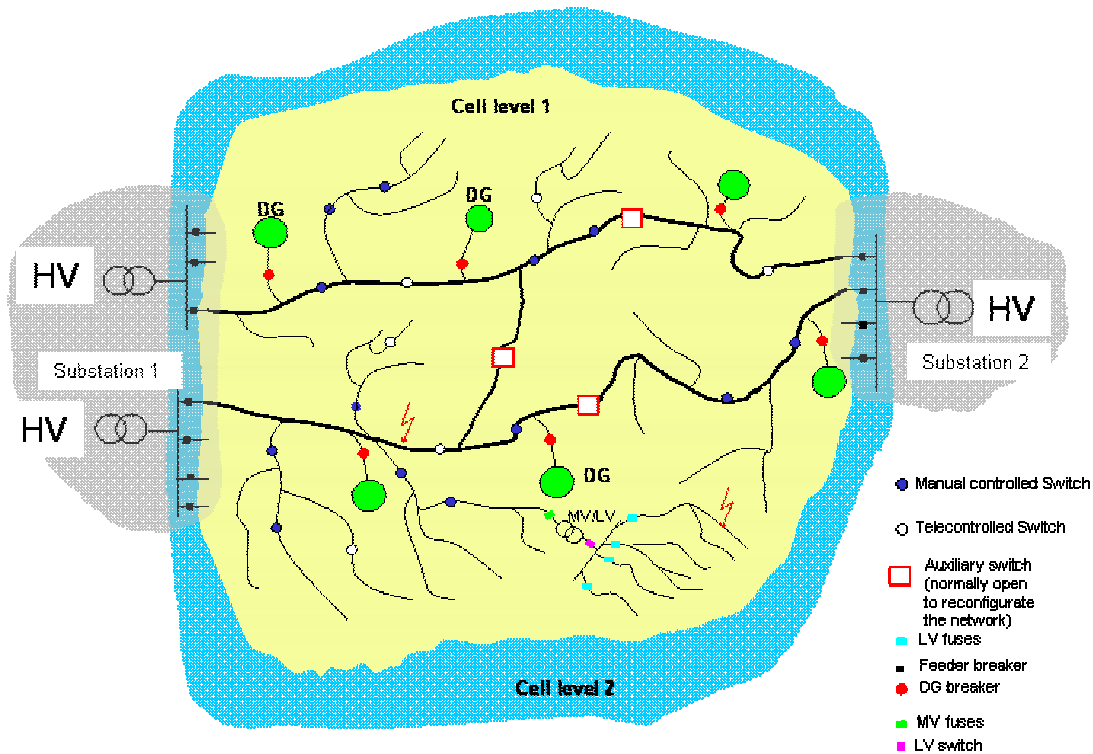 Cell level 1
DG
DG
HV
HV
Substation 1
Substation 2
HV
DG
MV/LV
Manual controlled Switch
Telecontrolled Switch
Auxiliary switch
(normally open
to reconfigurate
the network)
LV fuses
Feeder breaker
DG breaker
MV fuses
LV switch
Cell level 2